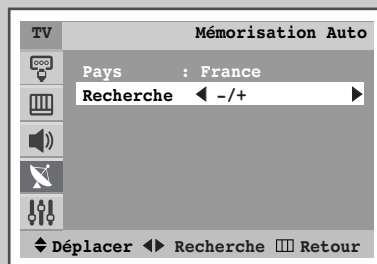 TV Mémorisation Auto
Pays : France
Recherche ◀ -/+ ▶
Déplacer Recherche Retour